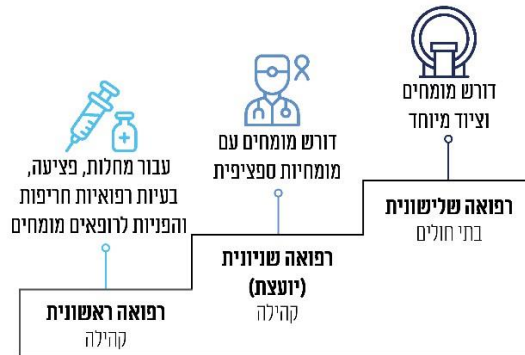 דורש מומחים
וציוד מיוחד
רפואה שלישונית
בתי חולים
דורש מומחים עם
מומחיות ספציפית
רפואה שניונית
(יועצת)
קהילה
עבור מחלות, פציעה,
בעיות רפואיות חריפות
והפניות לרופאים מומחים
רפואה ראשונית
קהילה